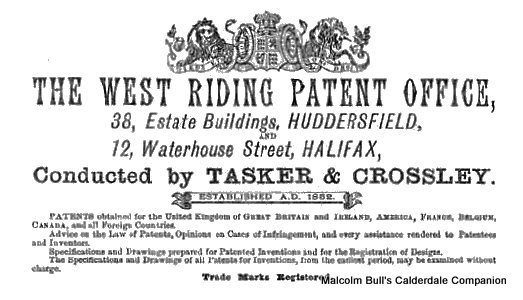 THE WEST RIDING PATENT OFFICE,
38, Estate Buildings, HUDDERSFIELD,
AND
12, Waterhouse Street, HALIFAX,
Conducted by TASKER & CROSSLEY.
ESTABLISHED A.D. 1882.
PATENTS obtained for the United Kingdom of GREAT BRITAIN and IRELAND, AMERICA, FRANCE, BELGIUM,
CANADA, and all Foreign Countries.
Advice on the Law of Patents, Opinions on Cases of Infringement, and every assistance rendered to Patentees
and Inventors.
Specifications and Drawings prepared for Patented Inventions and for the Registration of Designs.
The Specifications and Drawings of all Patents for Inventions, from the earliest period, may be examined without
charge.
Trade Marks Registered
Malcolm Bull's Calderdale Companion